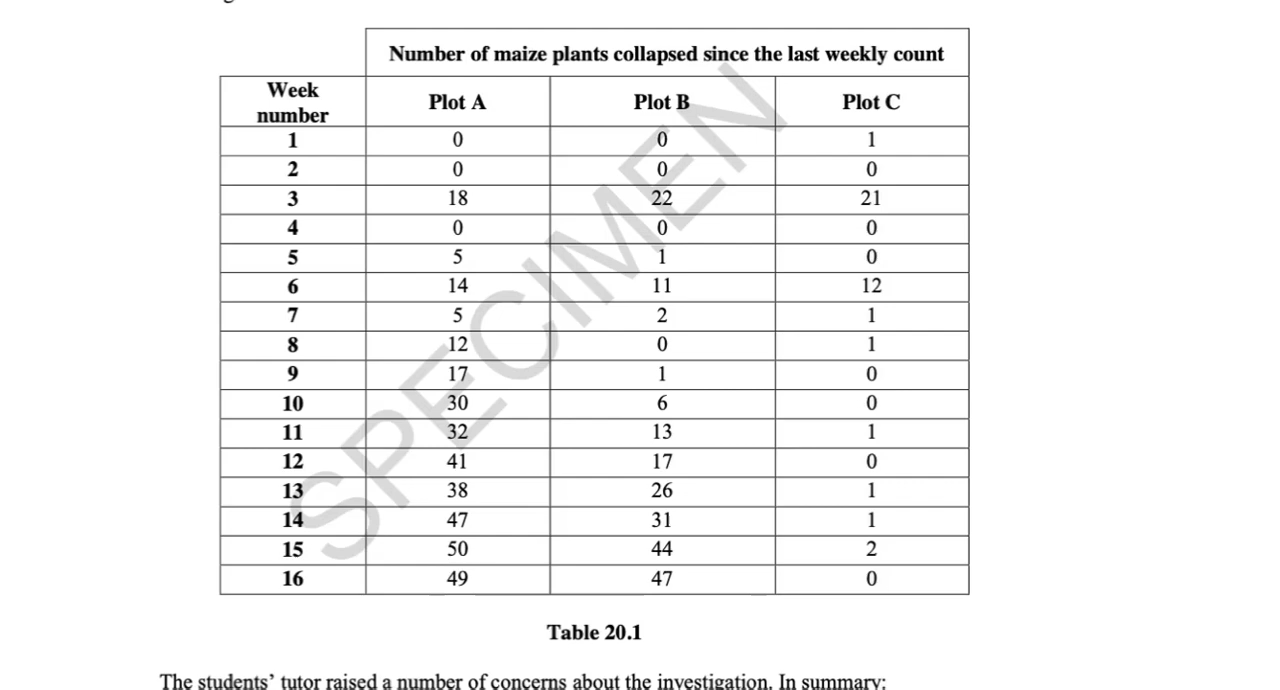 Number of maize plants collapsed since the last weekly count
Week number Plot A Plot B Plot C
1 0 0 1
2 0 0 0
3 18 22 21
4 0 0 0
5 5 1 0
6 14 11 12
7 5 2 1
8 12 0 1
9 17 1 0
10 30 6 0
11 32 13 1
12 41 17 0
13 38 26 1
14 47 31 1
15 50 44 2
16 49 47 0
SPECIMEN
Table 20.1
The students’ tutor raised a number of concerns about the investigation. In summary: